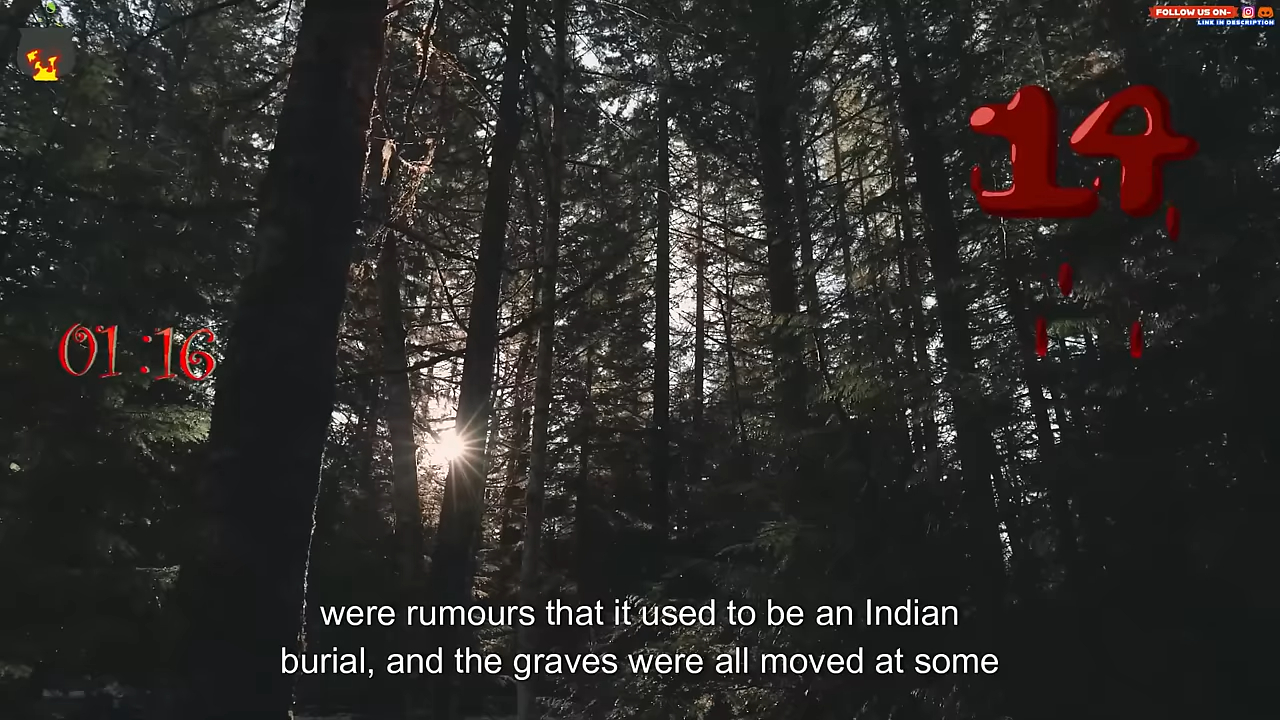 FOLLOW US ON-
LINK IN DESCRIPTION
14
01:16
were rumours that it used to be an Indian
burial, and the graves were all moved at some